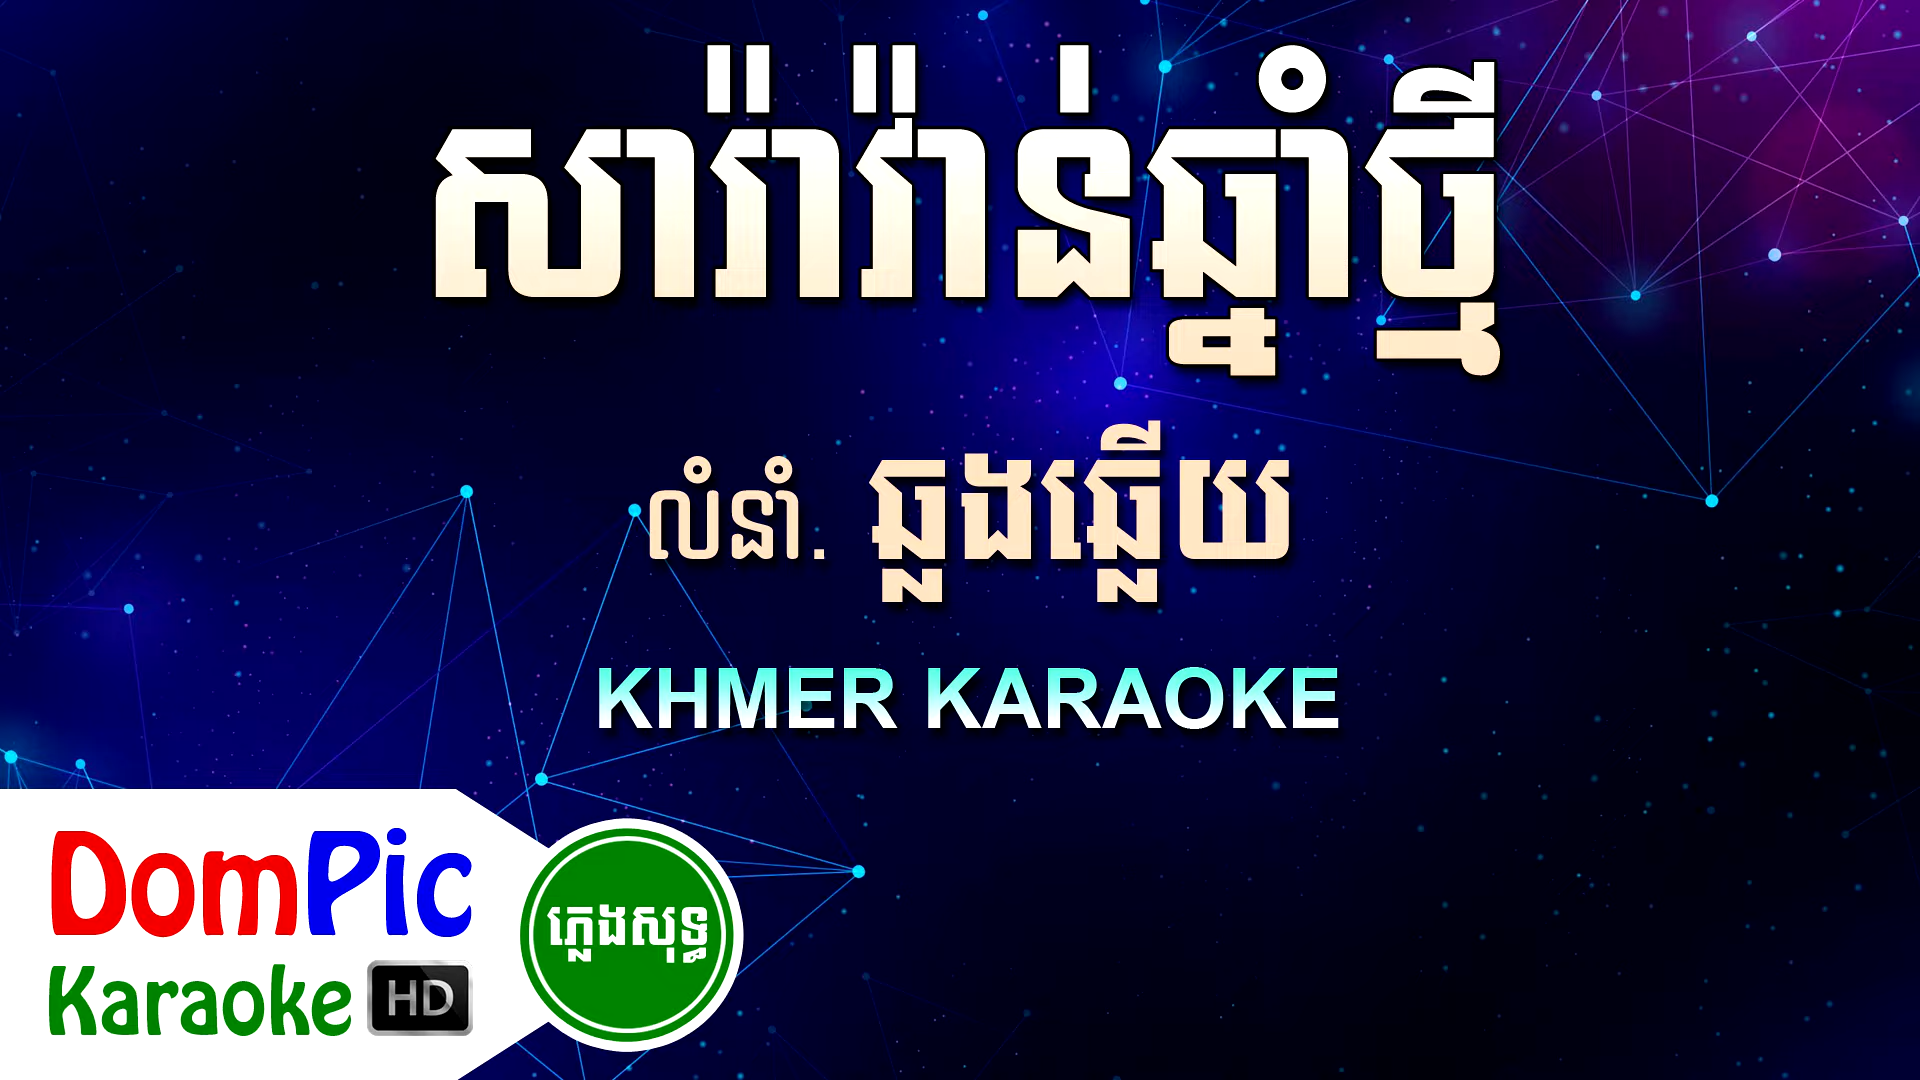 សារ៉ាវ៉ាន់ឆ្នាំថ្មី
លំនាំ. ឆ្លងឆ្លើយ
KHMER KARAOKE
DomPic
Karaoke HD
ភ្លេងសុទ្ធ